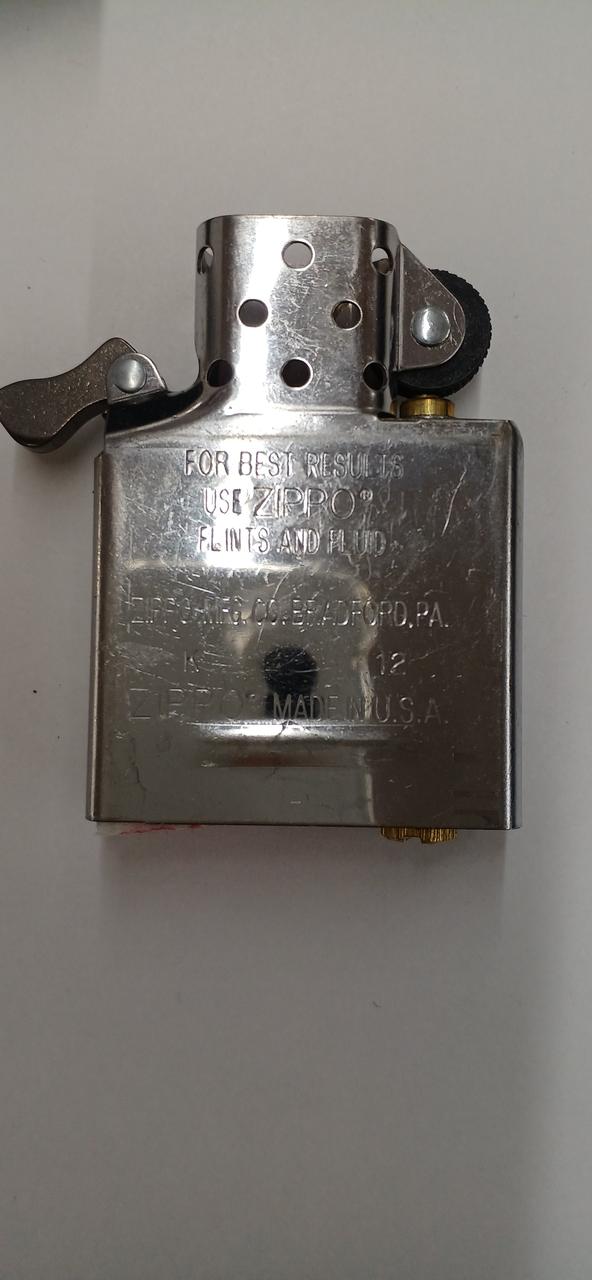 FOR BEST RESULTS
USE ZIPPO®
FLINTS AND FLUID
ZIPPO MFG. CO. BRADFORD, PA.
K 12
ZIPPO® MADE IN U.S.A.